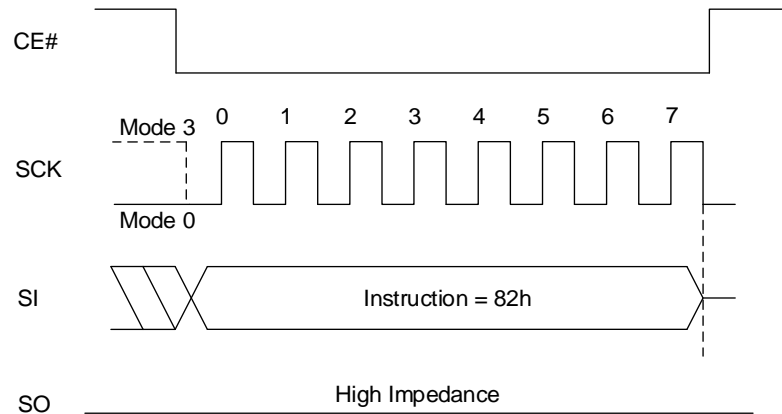 CE#
Mode 3
0 1 2 3 4 5 6 7
SCK
Mode 0
SI
Instruction = 82h
High Impedance
SO